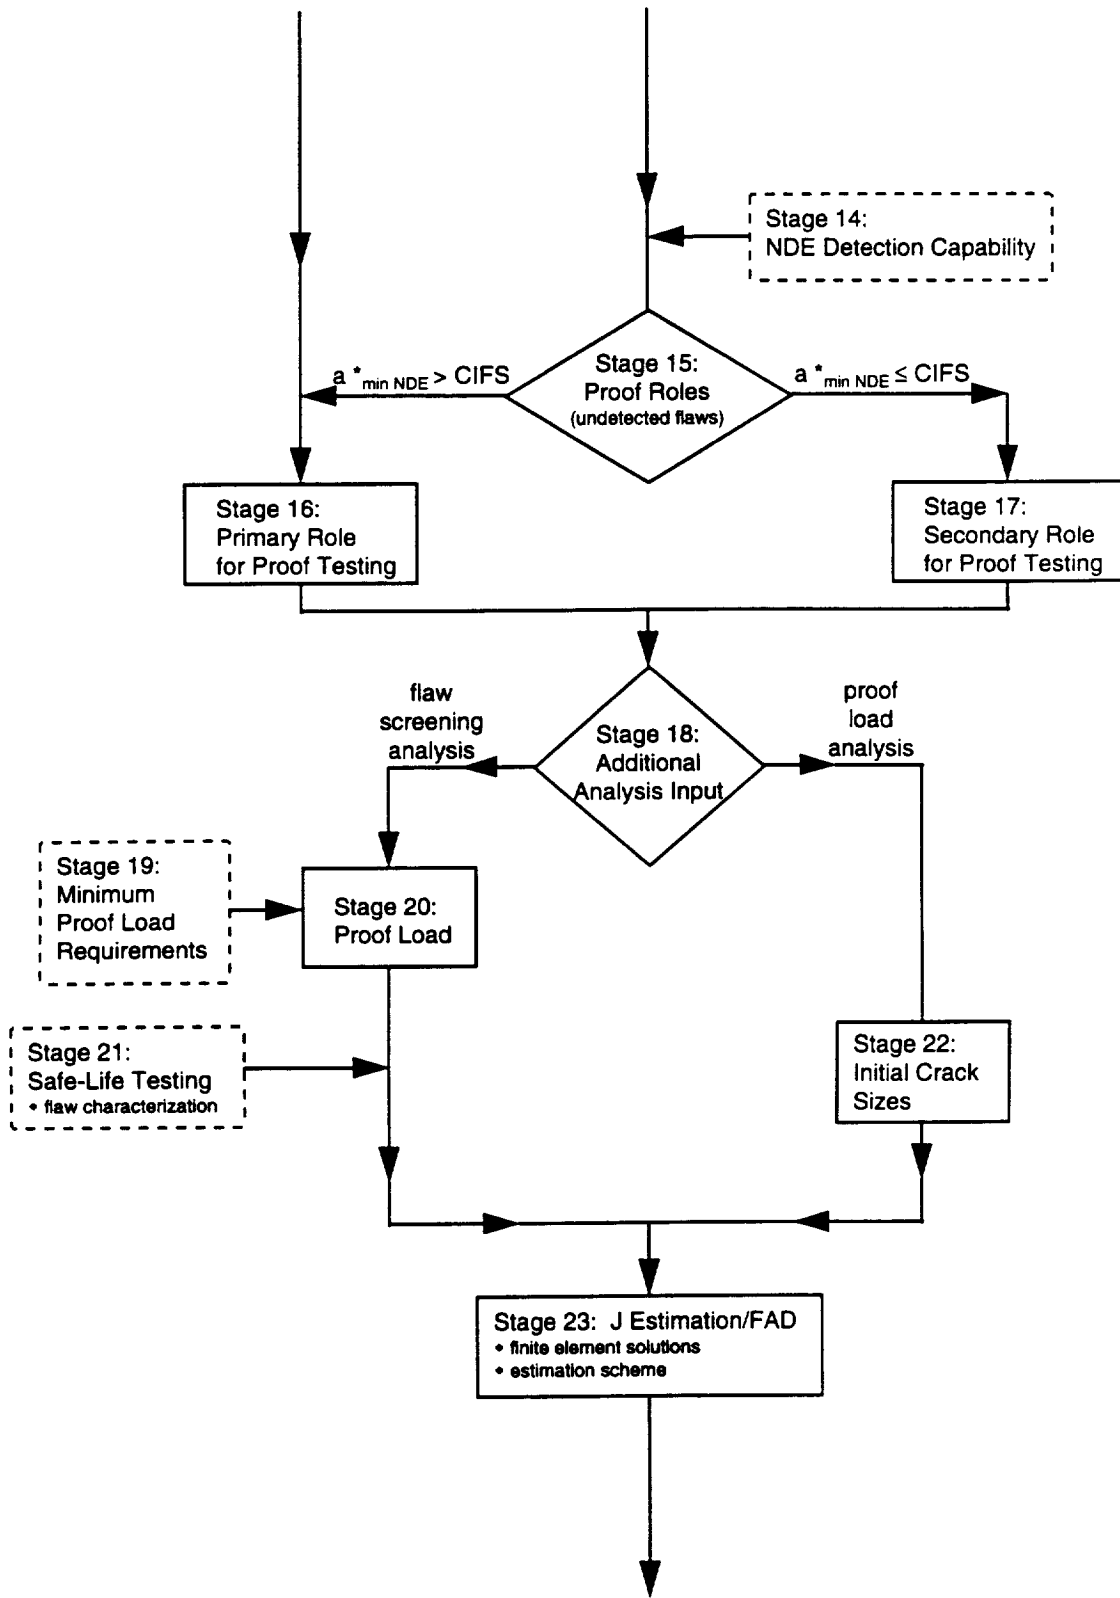 Stage 14:
NDE Detection Capability
Stage 15:
Proof Roles
(undetected flaws)
a *min NDE > CIFS
a *min NDE ≤ CIFS
Stage 16:
Primary Role
for Proof Testing
Stage 17:
Secondary Role
for Proof Testing
flaw
screening
analysis
Stage 18:
Additional
Analysis Input
proof
load
analysis
Stage 19:
Minimum
Proof Load
Requirements
Stage 20:
Proof Load
Stage 21:
Safe-Life Testing
• flaw characterization
Stage 22:
Initial Crack
Sizes
Stage 23: J Estimation/FAD
• finite element solutions
• estimation scheme